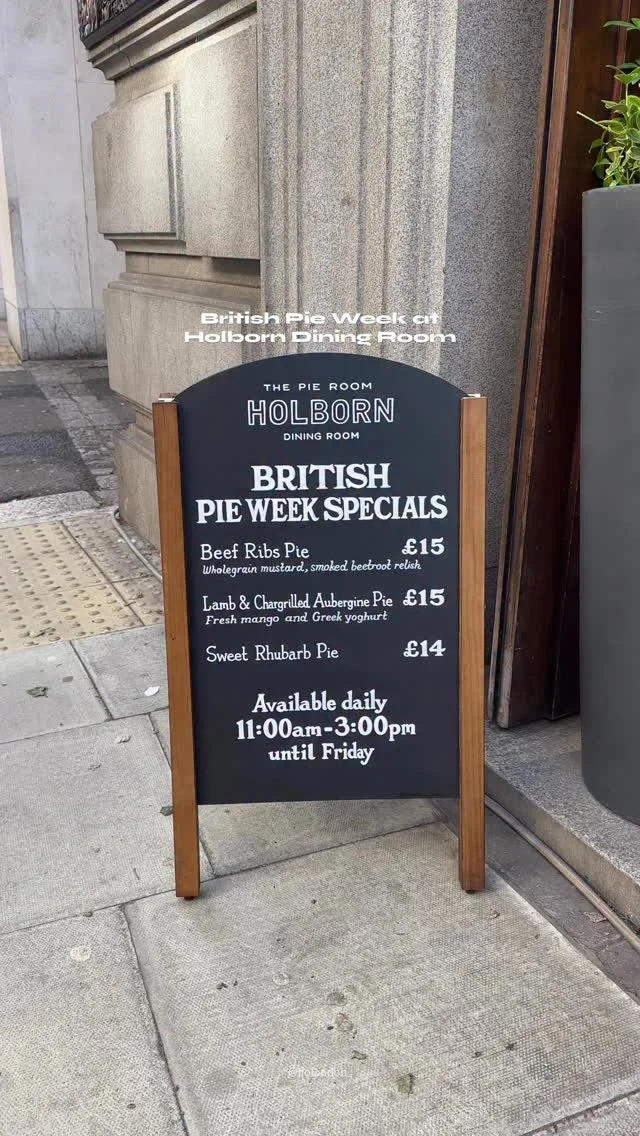 British Pie Week at
Holborn Dining Room
THE PIE ROOM
HOLBORN
DINING ROOM
BRITISH
PIE WEEK SPECIALS
Beef Ribs Pie £15
Wholegrain mustard, smoked beetroot relish
Lamb & Chargrilled Aubergine Pie £15
Fresh mango and Greek yoghurt
Sweet Rhubarb Pie £14
Available daily
11:00am-3:00pm
until Friday